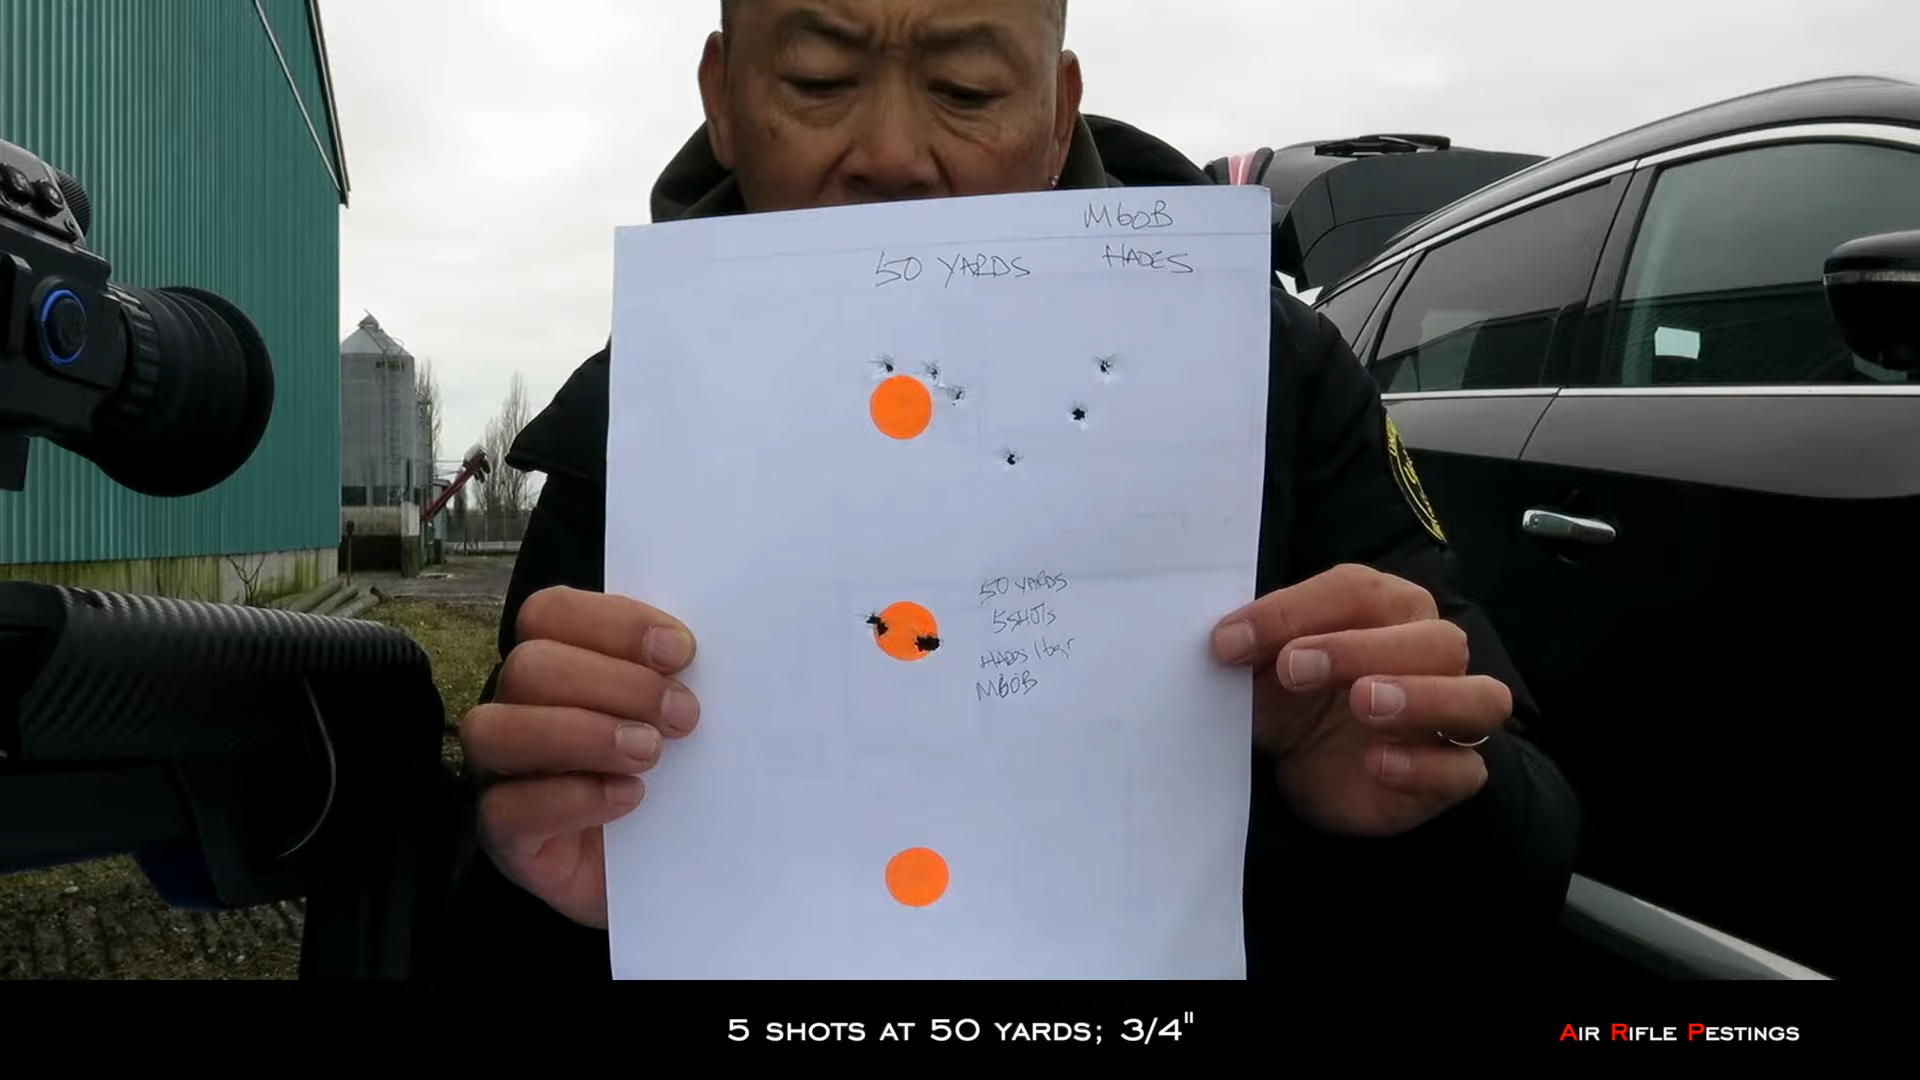 M60B
50 YARDS HADES
50 YARDS
5 SHOTS
HADES 16gr
M60B
5 SHOTS AT 50 YARDS; 3/4"
AIR RIFLE PESTINGS